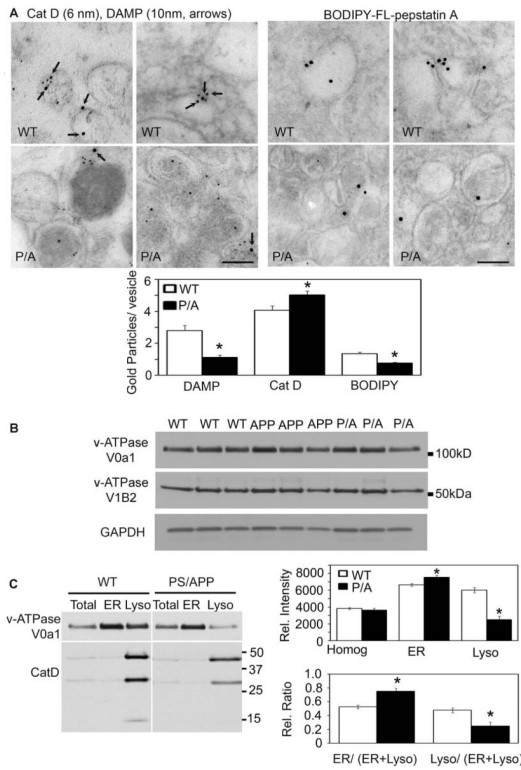 A Cat D (6 nm), DAMP (10nm, arrows) BODIPY-FL-pepstatin A
WT WT WT WT
P/A P/A P/A P/A
Gold Particles/ vesicle
6
4
2
0
WT
P/A
* * *
DAMP Cat D BODIPY
B
WT WT WT APP APP APP P/A P/A P/A
v-ATPase
V0a1
100kD
v-ATPase
V1B2
50kDa
GAPDH
C
WT PS/APP
Total ER Lyso Total ER Lyso
v-ATPase
V0a1
CatD
50
37
25
15
Rel. Intensity
10000
8000
6000
4000
2000
0
WT
P/A
* *
Homog ER Lyso
Rel. Ratio
1.0
0.8
0.6
0.4
0.2
0
* *
ER/ (ER+Lyso) Lyso/ (ER+Lyso)